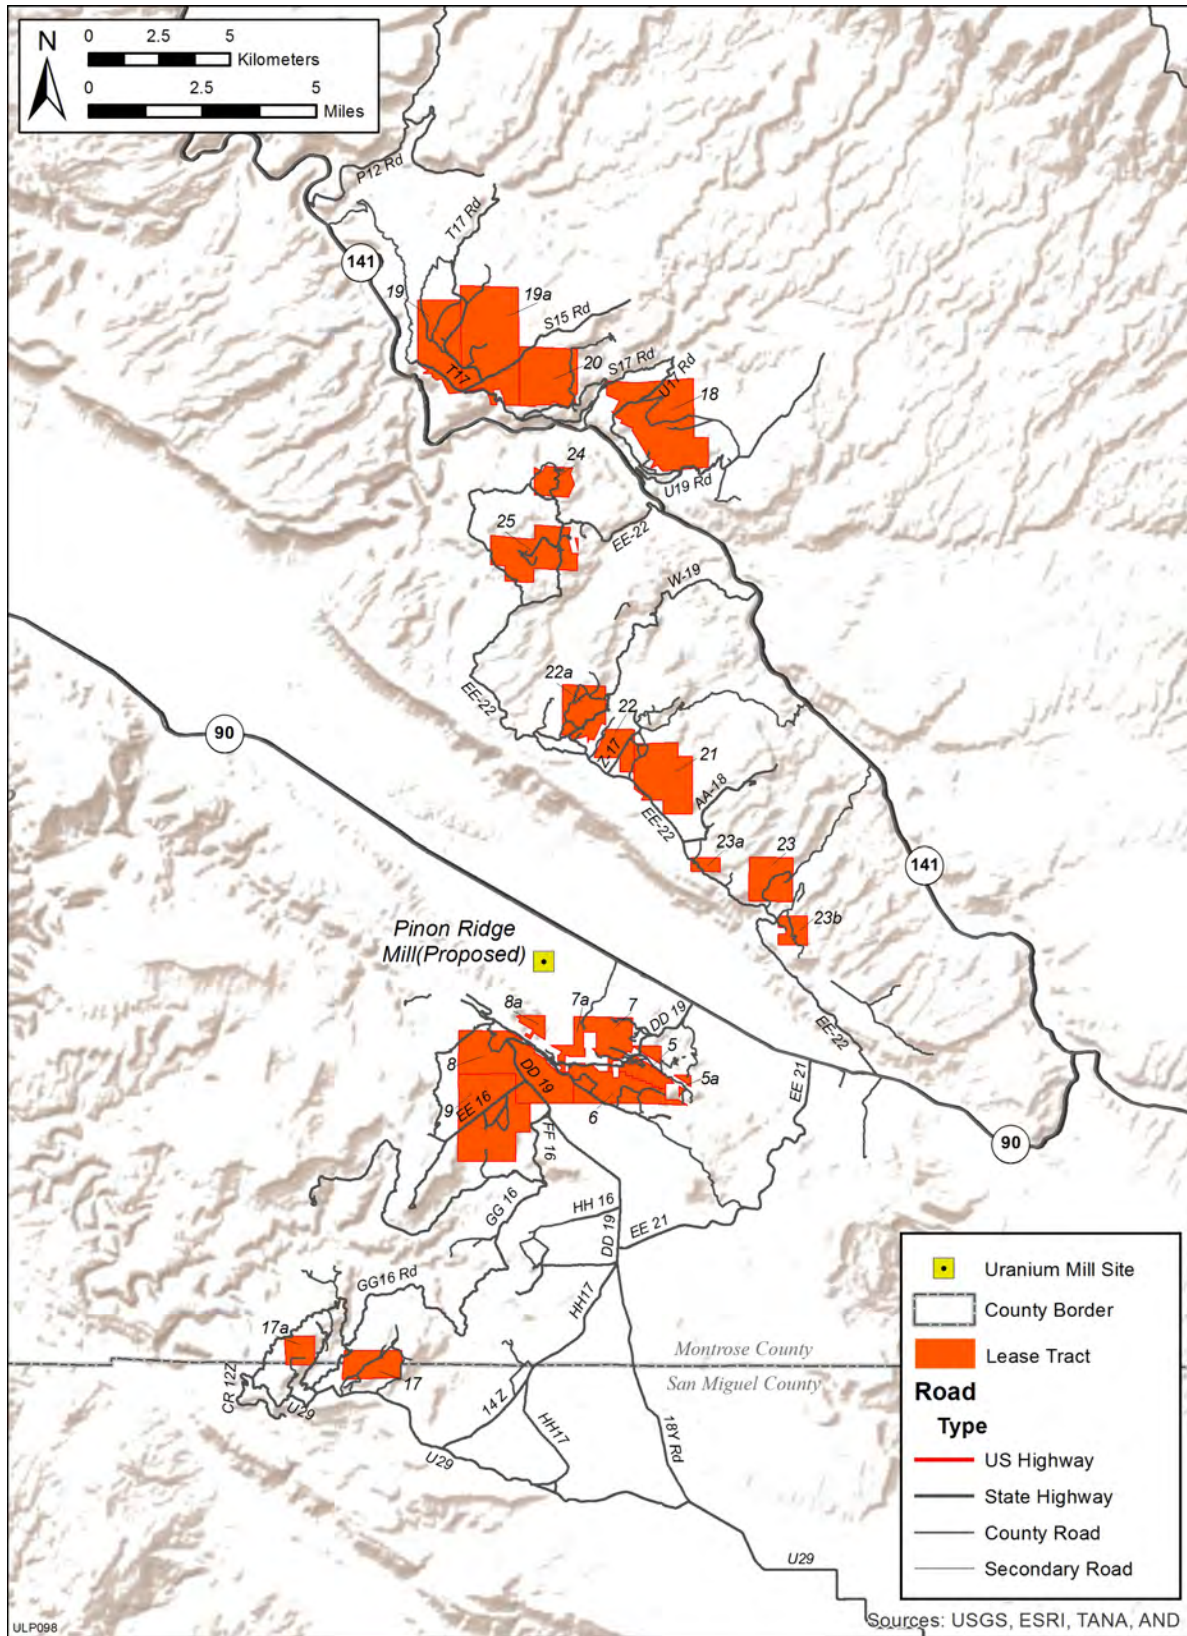 N
0 2.5 5
Kilometers
0 2.5 5
Miles
P12 Rd
T17 Rd
141
19
19a
S15 Rd
T17
20
S17 Rd
U17 Rd
18
24
U19 Rd
25
EE-22
W-19
22a
EE-22
22
Z-17
90
21
AA-18
EE-22
23a
23
141
23b
Pinon Ridge
Mill(Proposed)
8a
7a
7
DD 19
EE-22
8
5
DD 19
5a
EE 21
9
EE 16
6
FF 16
90
GG 16
HH 16
DD 19
EE 21
GG16 Rd
HH17
17a
Montrose County
San Miguel County
CR 12Z
U29
17
14 Z
HH17
18Y Rd
U29
U29
Uranium Mill Site
County Border
Lease Tract
Road
Type
US Highway
State Highway
County Road
Secondary Road
Sources: USGS, ESRI, TANA, AND
ULP098